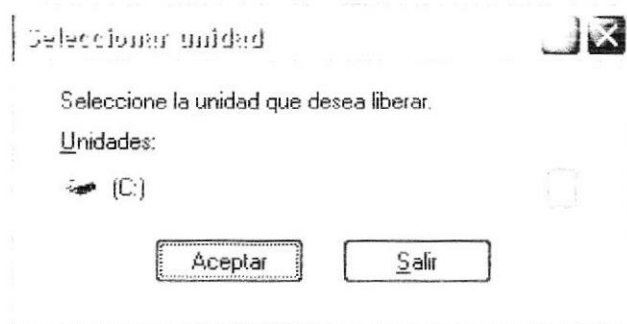 Seleccionar unidad
Seleccione la unidad que desea liberar.
Unidades:
(C:)
Aceptar
Salir